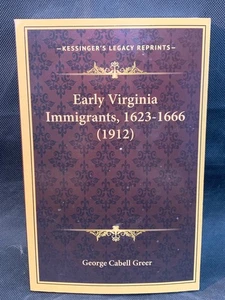 KESSINGER'S LEGACY REPRINTS
Early Virginia
Immigrants, 1623-1666
(1912)
George Cabell Greer